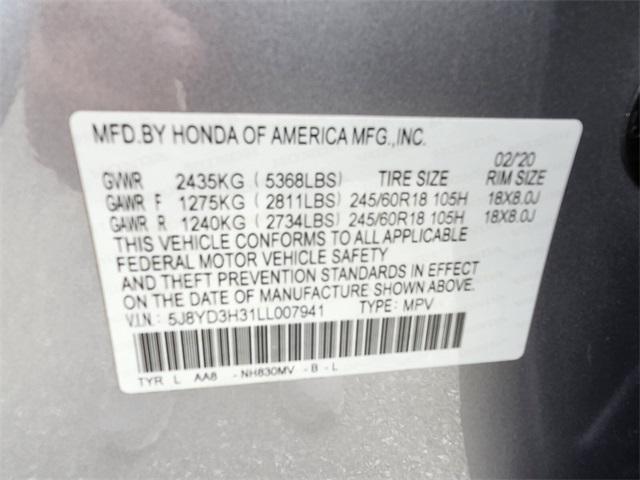 MFD.BY HONDA OF AMERICA MFG.,INC.
02/'20
GVWR 2435KG ( 5368LBS) TIRE SIZE RIM SIZE
GAWR F 1275KG ( 2811LBS) 245/60R18 105H 18X8.0J
GAWR R 1240KG ( 2734LBS) 245/60R18 105H 18X8.0J
THIS VEHICLE CONFORMS TO ALL APPLICABLE
FEDERAL MOTOR VEHICLE SAFETY
AND THEFT PREVENTION STANDARDS IN EFFECT
ON THE DATE OF MANUFACTURE SHOWN ABOVE.
V.I.N.: 5J8YD3H31LL007941 TYPE: MPV
TYR L AA8 -NH830MV -B -L